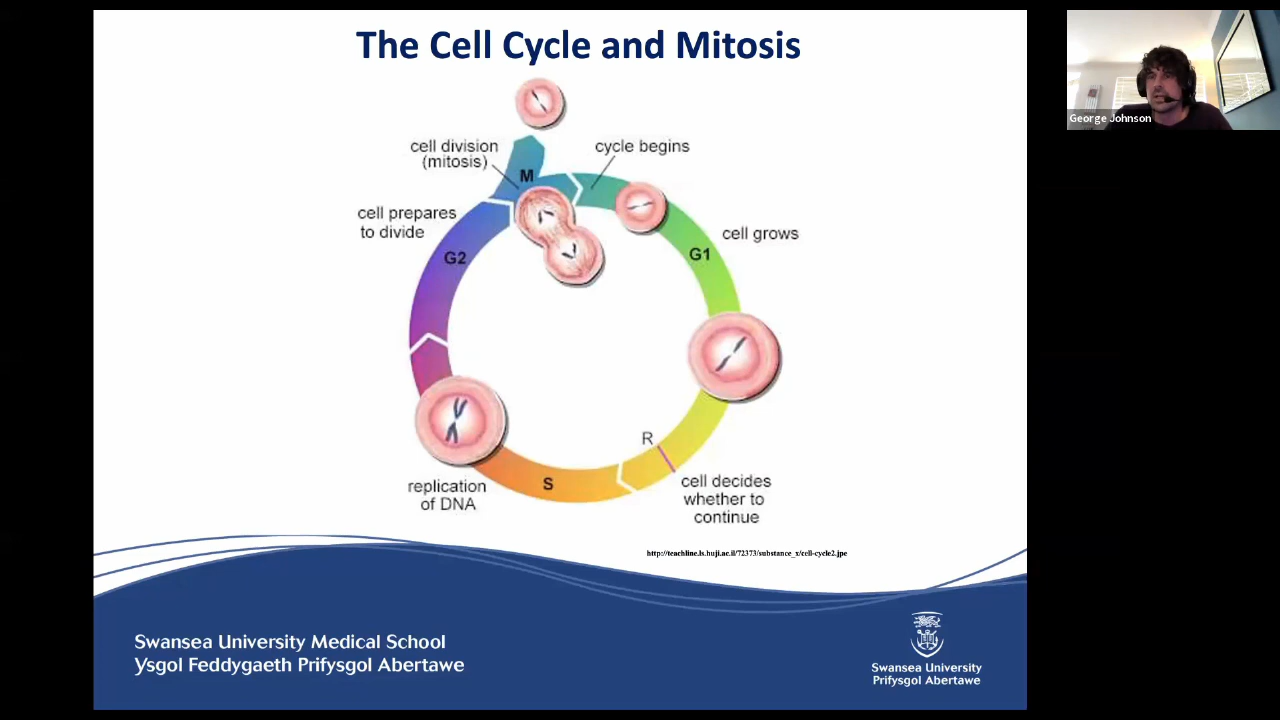 The Cell Cycle and Mitosis
George Johnson
cell division
(mitosis)
M
cycle begins
cell prepares
to divide
G2
cell grows
G1
R
cell decides
whether to
continue
S
replication
of DNA
http://teachline.ls.huji.ac.il/72373/substance_x/cell-cycle2.jpe
Swansea University Medical School
Ysgol Feddygaeth Prifysgol Abertawe
Swansea University
Prifysgol Abertawe